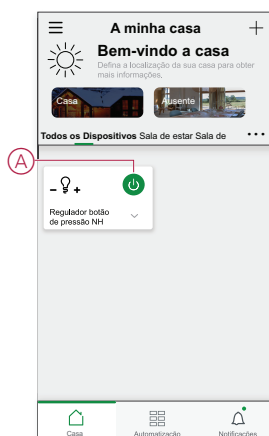 A minha casa
Bem-vindo a casa
Defina a localização da sua casa para obter
mais informações,
Casa
Ausente
Todos os Dispositivos Sala de estar Sala de
A
Regulador botão
de pressão NH
Casa
Automatização
Notificações